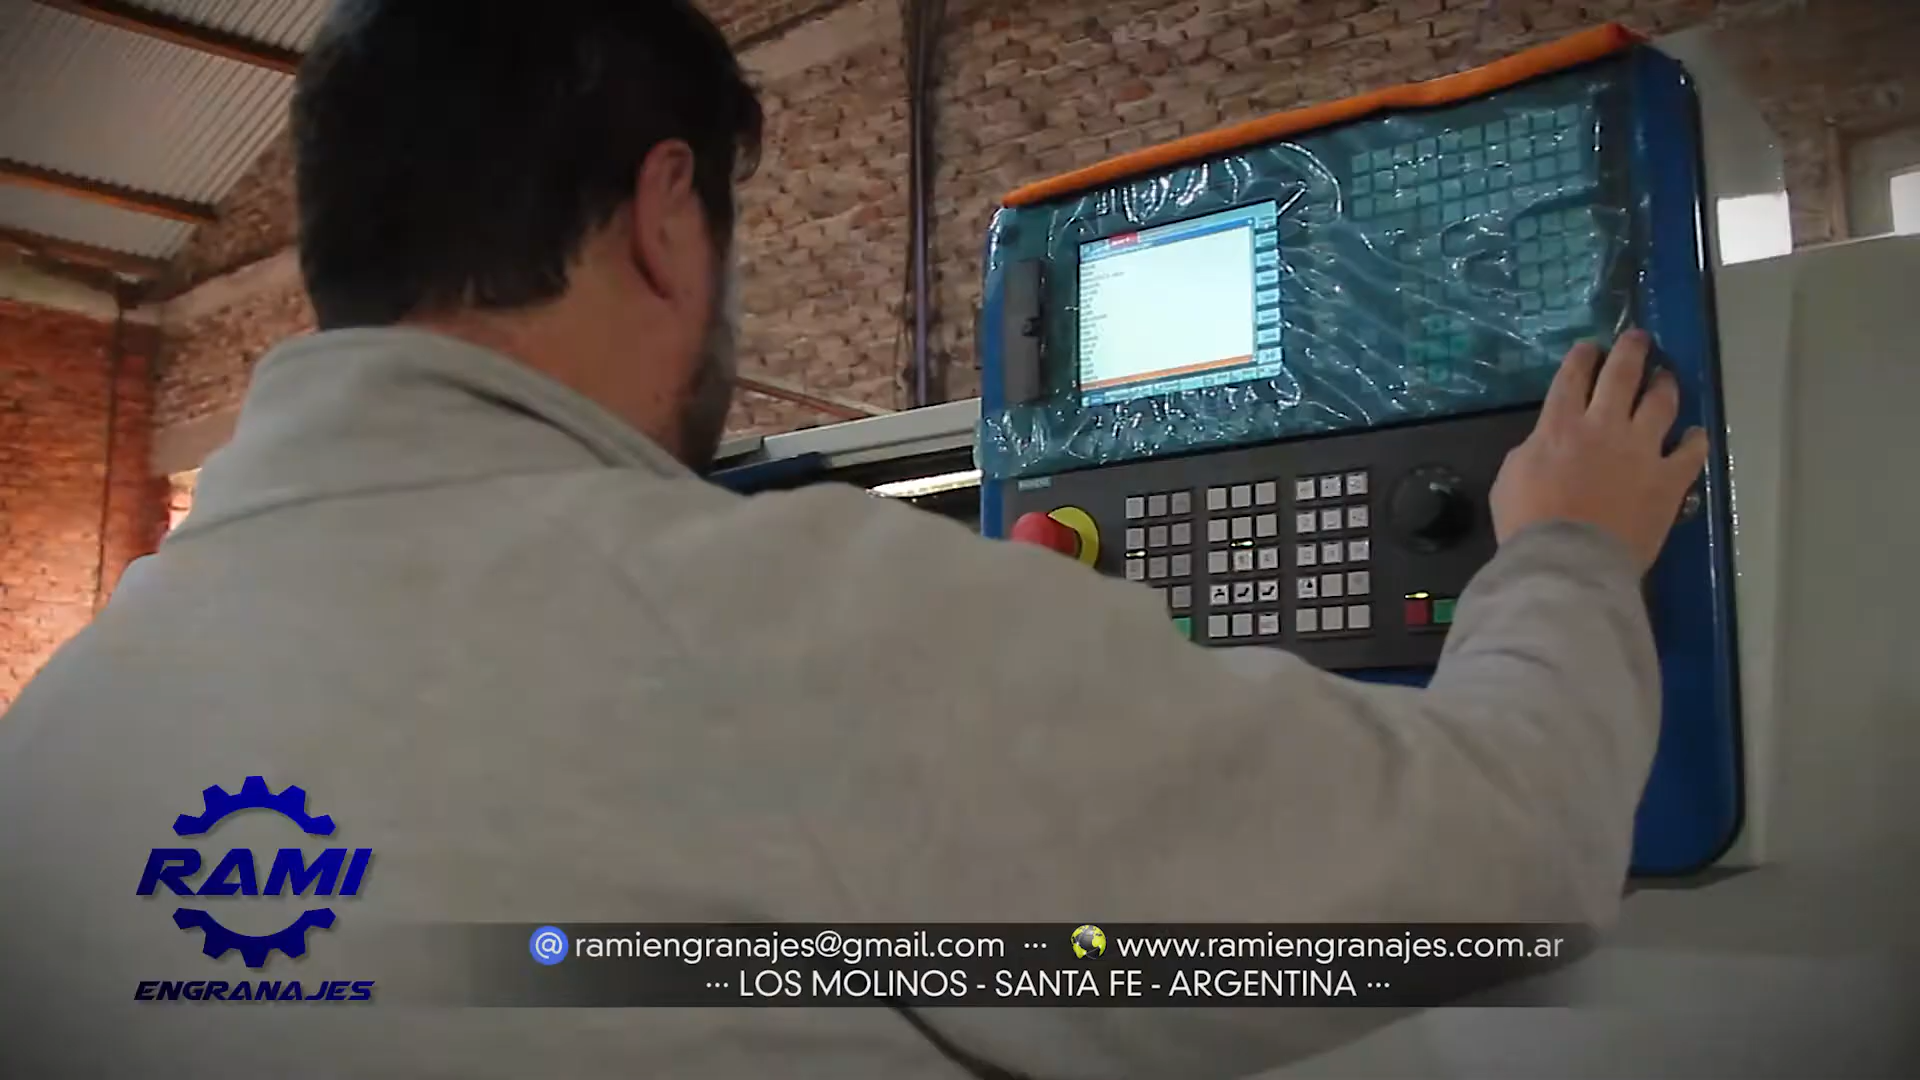 RAMI
ENGRANAJES
@ ramiengranajes@gmail.com ··· www.ramiengranajes.com.ar
··· LOS MOLINOS - SANTA FE - ARGENTINA ···